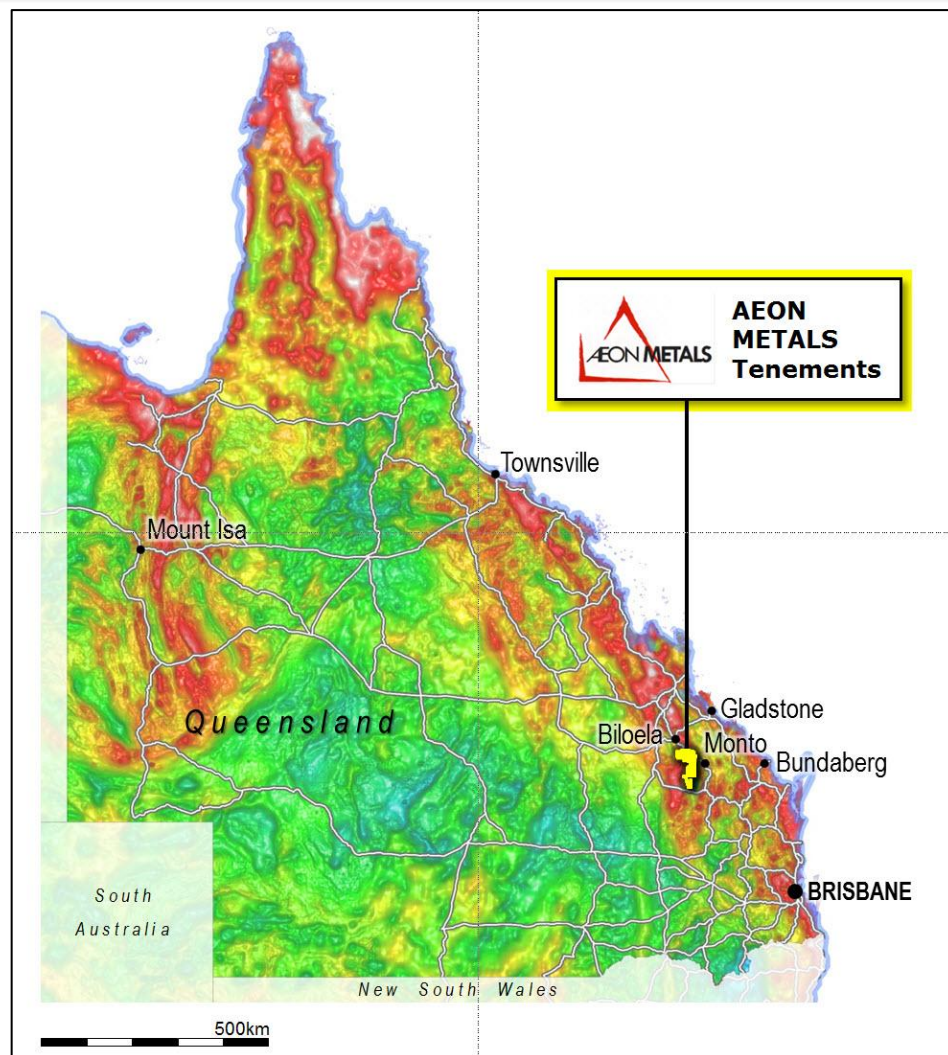 AEON METALS
AEON
METALS
Tenements
Townsville
Mount Isa
Queensland
Gladstone
Biloela
Monto
Bundaberg
BRISBANE
South
Australia
New South Wales
500km